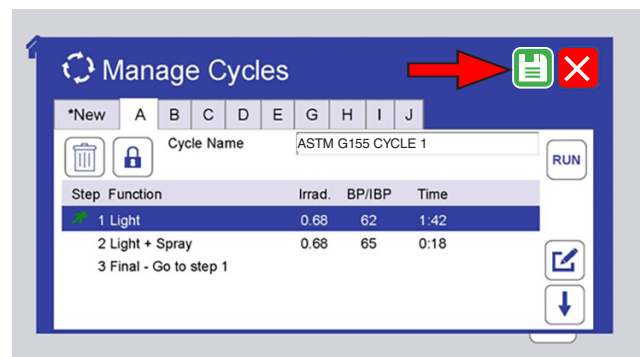 Manage Cycles
*New A B C D E G H I J
Cycle Name ASTM G155 CYCLE 1
RUN
Step Function Irrad. BP/IBP Time
1 Light 0.68 62 1:42
2 Light + Spray 0.68 65 0:18
3 Final - Go to step 1